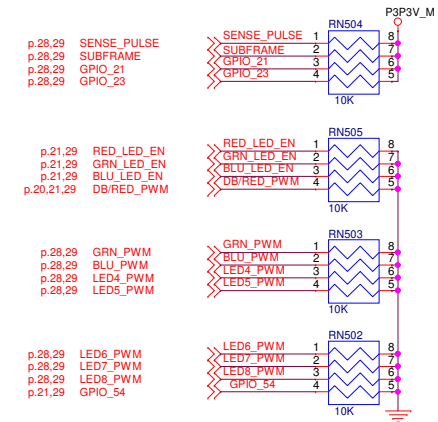 P3P3V_M
RN504
p.28,29 SENSE_PULSE SENSE_PULSE 1 8
p.28,29 SUBFRAME SUBFRAME 2 7
p.28,29 GPIO_21 GPIO_21 3 6
p.28,29 GPIO_23 GPIO_23 4 5
10K
RN505
p.21,29 RED_LED_EN RED_LED_EN 1 8
p.21,29 GRN_LED_EN GRN_LED_EN 2 7
p.21,29 BLU_LED_EN BLU_LED_EN 3 6
p.20,21,29 DB/RED_PWM DB/RED_PWM 4 5
10K
RN503
p.28,29 GRN_PWM GRN_PWM 1 8
p.28,29 BLU_PWM BLU_PWM 2 7
p.28,29 LED4_PWM LED4_PWM 3 6
p.28,29 LED5_PWM LED5_PWM 4 5
10K
RN502
p.28,29 LED6_PWM LED6_PWM 1 8
p.28,29 LED7_PWM LED7_PWM 2 7
p.28,29 LED8_PWM LED8_PWM 3 6
p.21,29 GPIO_54 GPIO_54 4 5
10K